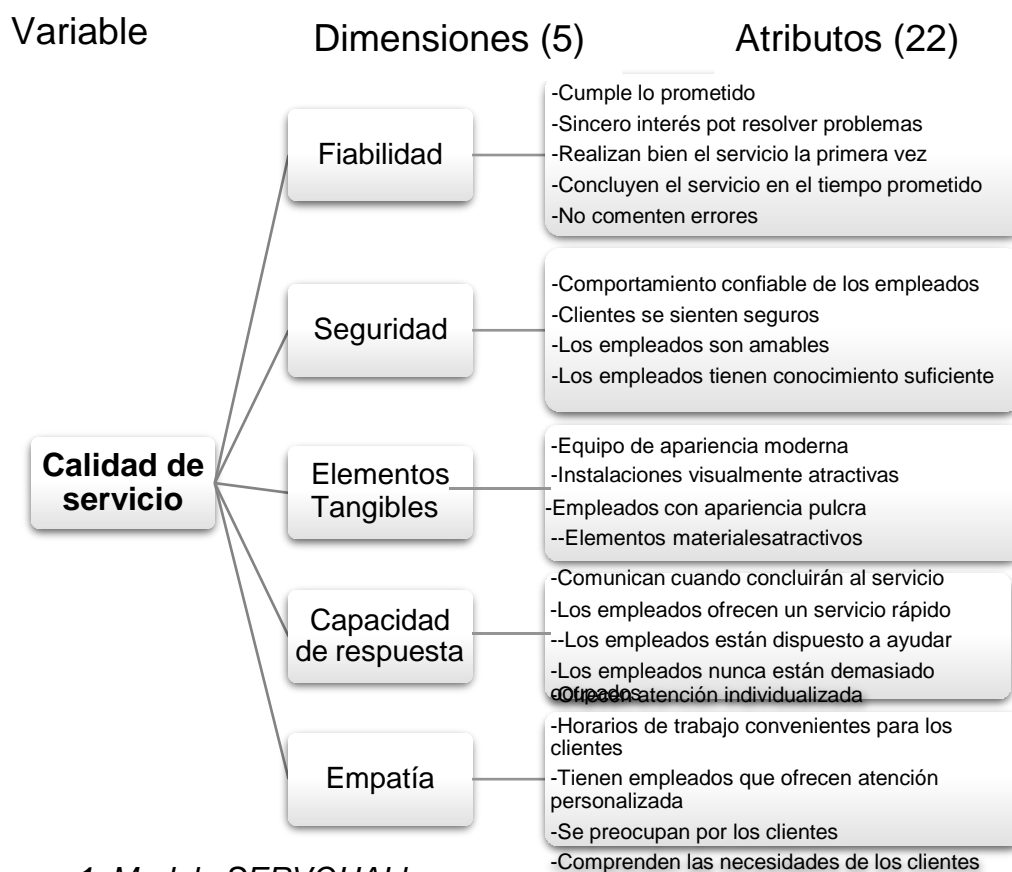 Variable
Dimensiones (5)
Atributos (22)
Calidad de
servicio
Fiabilidad
-Cumple lo prometido
-Sincero interés pot resolver problemas
-Realizan bien el servicio la primera vez
-Concluyen el servicio en el tiempo prometido
-No comenten errores
Seguridad
-Comportamiento confiable de los empleados
-Clientes se sienten seguros
-Los empleados son amables
-Los empleados tienen conocimiento suficiente
Elementos
Tangibles
-Equipo de apariencia moderna
-Instalaciones visualmente atractivas
-Empleados con apariencia pulcra
--Elementos materialesatractivos
Capacidad
de respuesta
-Comunican cuando concluirán al servicio
-Los empleados ofrecen un servicio rápido
--Los empleados están dispuesto a ayudar
-Los empleados nunca están demasiado
ocupados
-Ofrecen atención individualizada
Empatía
-Horarios de trabajo convenientes para los
clientes
-Tienen empleados que ofrecen atención
personalizada
-Se preocupan por los clientes
-Comprenden las necesidades de los clientes